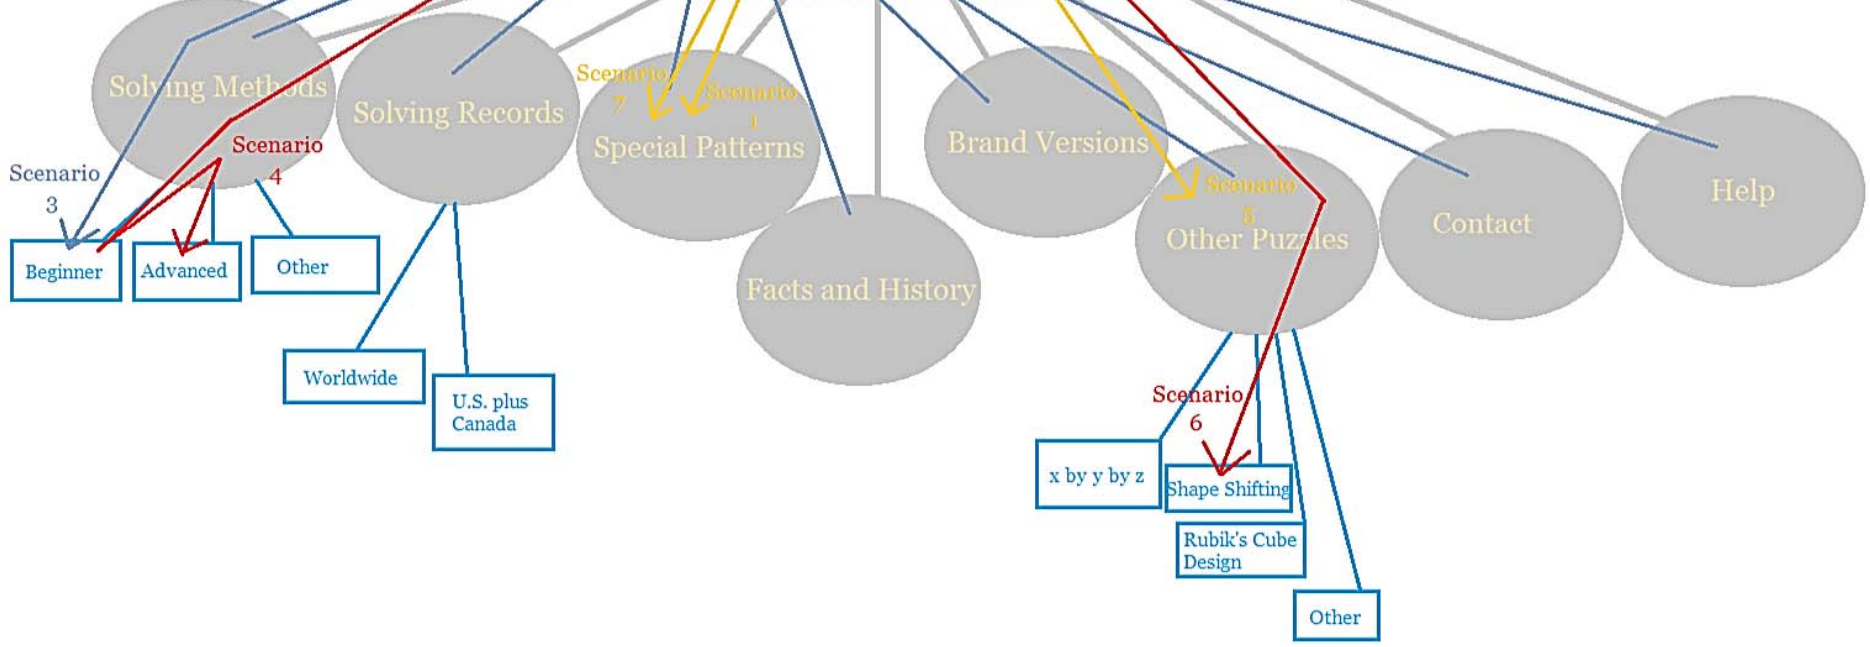 Solving Methods
Solving Records
Scenario
7
Scenario
1
Special Patterns
Brand Versions
Scenario
5
Other Puzzles
Contact
Help
Facts and History
Scenario
3
Scenario
4
Beginner
Advanced
Other
Worldwide
U.S. plus
Canada
Scenario
6
x by y by z
Shape Shifting
Rubik's Cube
Design
Other